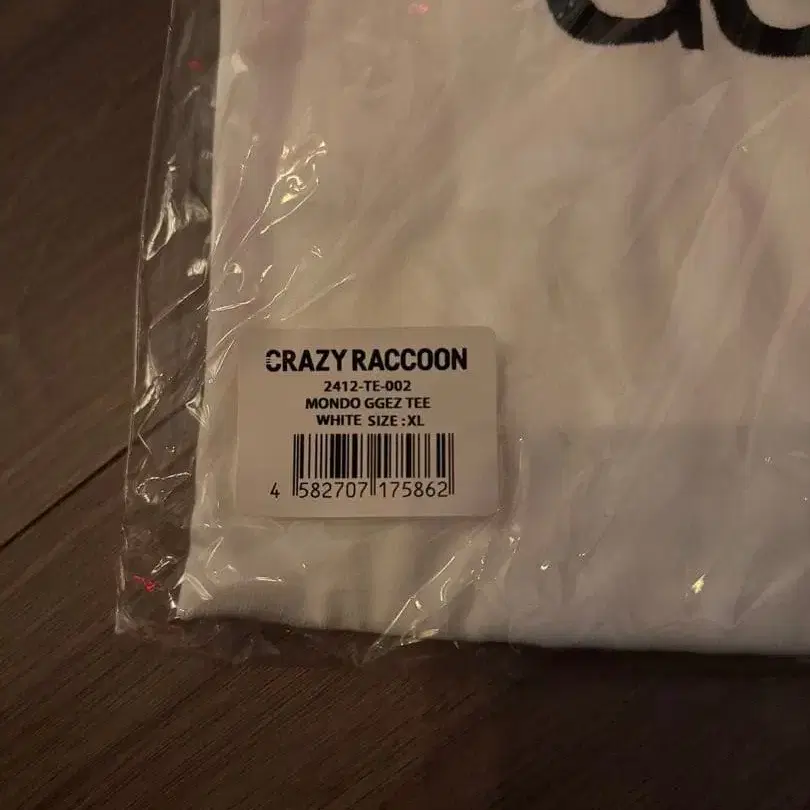 CRAZY RACCOON
2412-TE-002
MONDO GGEZ TEE
WHITE SIZE:XL
4 582707 175862